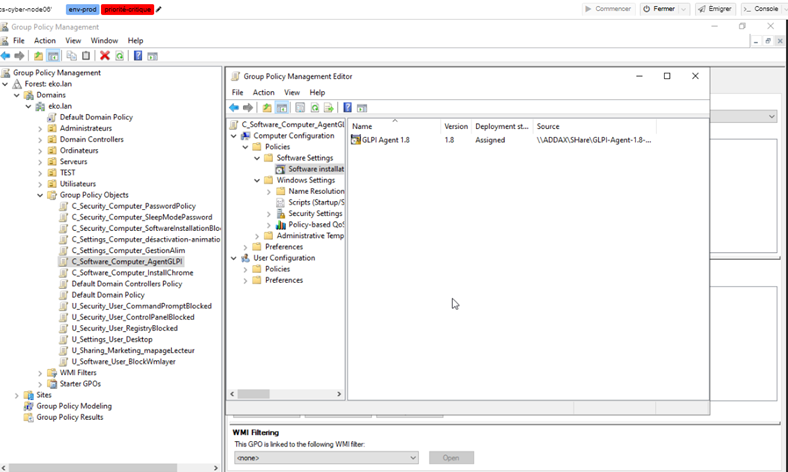 cs-cyber-node06'
env-prod
priorité-critique
Commencer
Fermer
Emigrer
Console
Group Policy Management
File Action View Window Help
Group Policy Management
Forest: eko.lan
Domains
eko.lan
Default Domain Policy
Administrateurs
Domain Controllers
Ordinateurs
Serveurs
TEST
Utilisateurs
Group Policy Objects
C_Security_Computer_PasswordPolicy
C_Security_Computer_SleepModePassword
C_Security_Computer_SoftwareInstallationBlo
C_Settings_Computer_désactivation-animatio
C_Settings_Computer_GestionAlim
C_Software_Computer_AgentGLPI
C_Software_Computer_InstallChrome
Default Domain Controllers Policy
Default Domain Policy
U_Security_User_CommandPromptBlocked
U_Security_User_ControlPanelBlocked
U_Security_User_RegistryBlocked
U_Settings_User_Desktop
U_Sharing_Marketing_mapageLecteur
U_Software_User_BlockWmlayer
WMI Filters
Starter GPOs
Sites
Group Policy Modeling
Group Policy Results
Group Policy Management Editor
File Action View Help
C_Software_Computer_AgentGl
Computer Configuration
Policies
Software Settings
Software installat
Windows Settings
Name Resolution
Scripts (Startup/S
Security Settings
Policy-based QoS
Administrative Temp
Preferences
User Configuration
Policies
Preferences
Name Version Deployment st... Source
GLPI Agent 1.8 1.8 Assigned \\ADDAX\SHare\GLPI-Agent-1.8-...
WMI Filtering
This GPO is linked to the following WMI filter:
<none>
Open